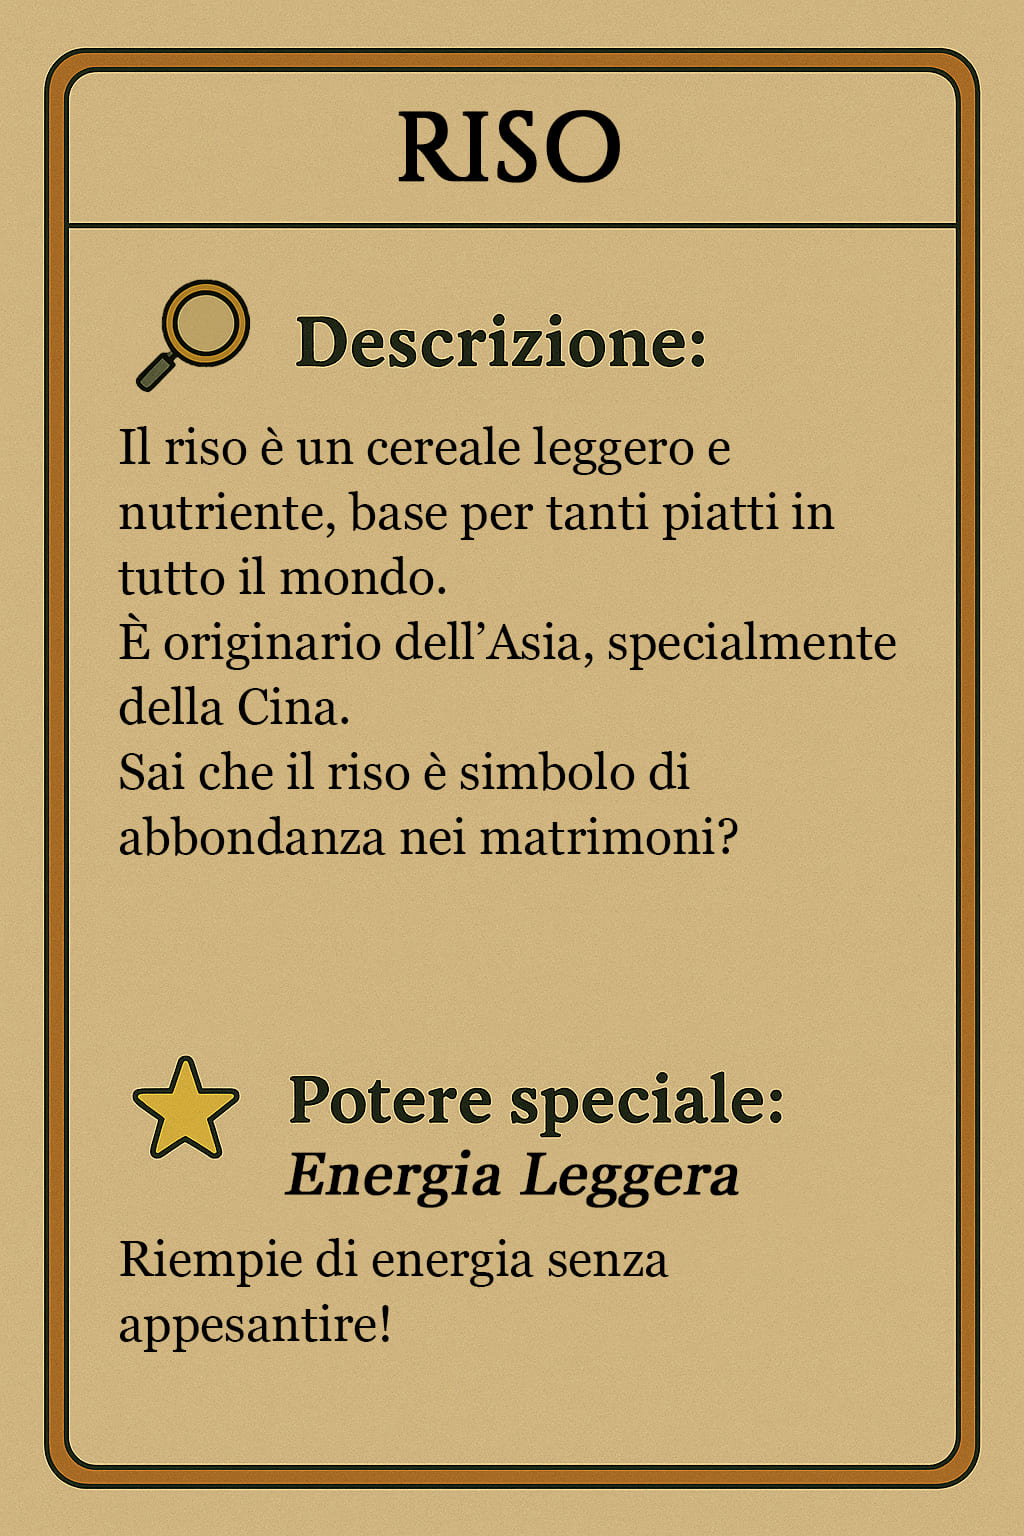 RISO
Descrizione:
Il riso è un cereale leggero e
nutriente, base per tanti piatti in
tutto il mondo.
È originario dell’Asia, specialmente
della Cina.
Sai che il riso è simbolo di
abbondanza nei matrimoni?
Potere speciale:
Energia Leggera
Riempie di energia senza
appesantire!